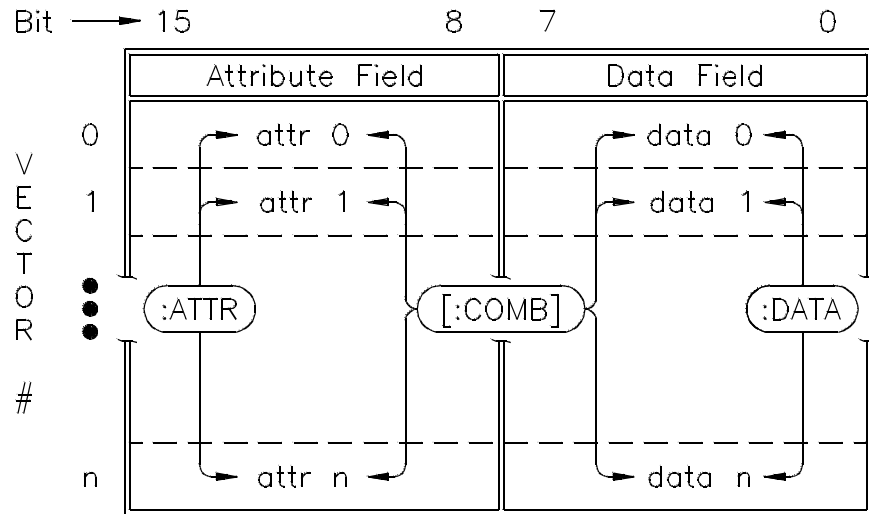 Bit 15 8 7 0
Attribute Field Data Field
0 attr 0 data 0
1 attr 1 data 1
VECTOR #
:ATTR [:COMB] :DATA
n attr n data n